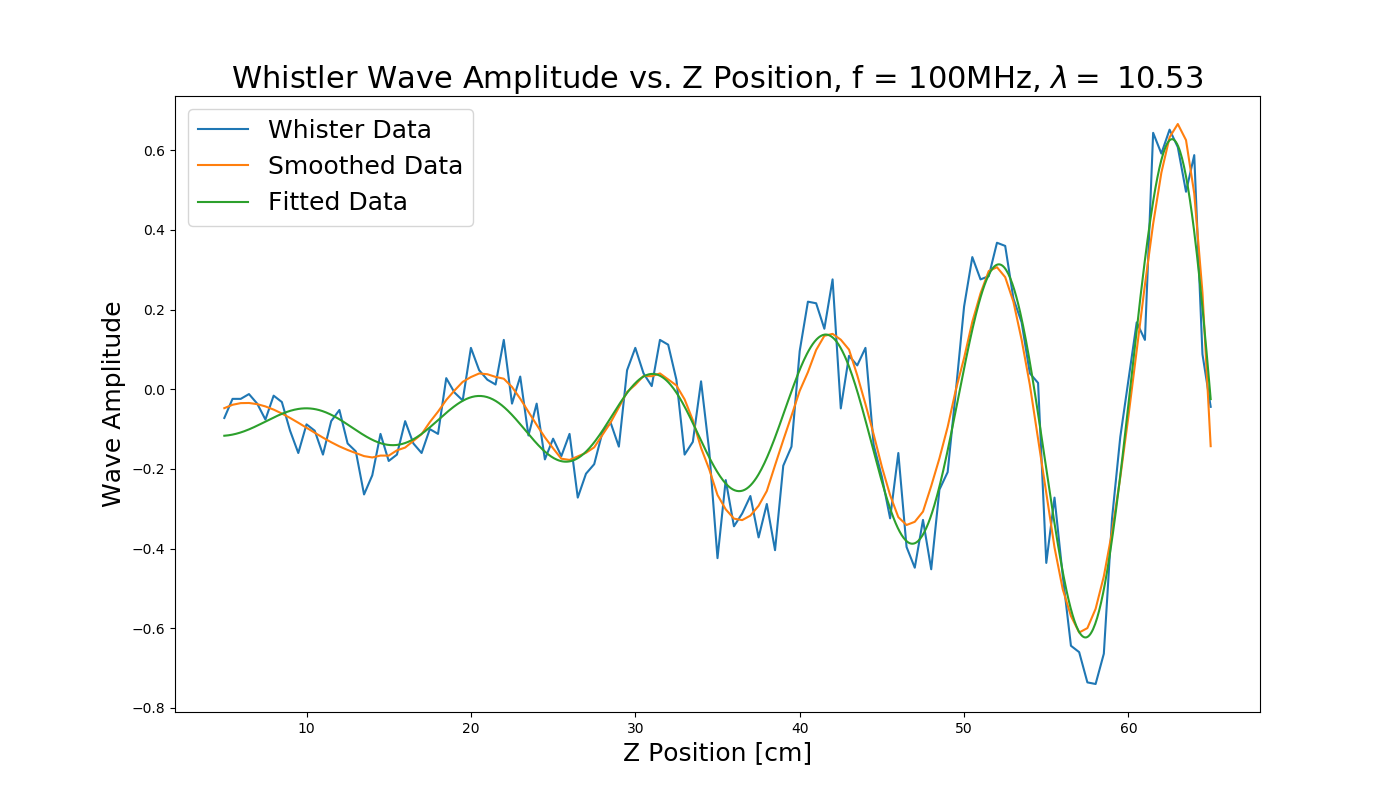 Whistler Wave Amplitude vs. Z Position, f = 100MHz, λ = 10.53
Whister Data
Smoothed Data
Fitted Data
0.6
0.4
0.2
0.0
−0.2
−0.4
−0.6
−0.8
Wave Amplitude
10 20 30 40 50 60
Z Position [cm]